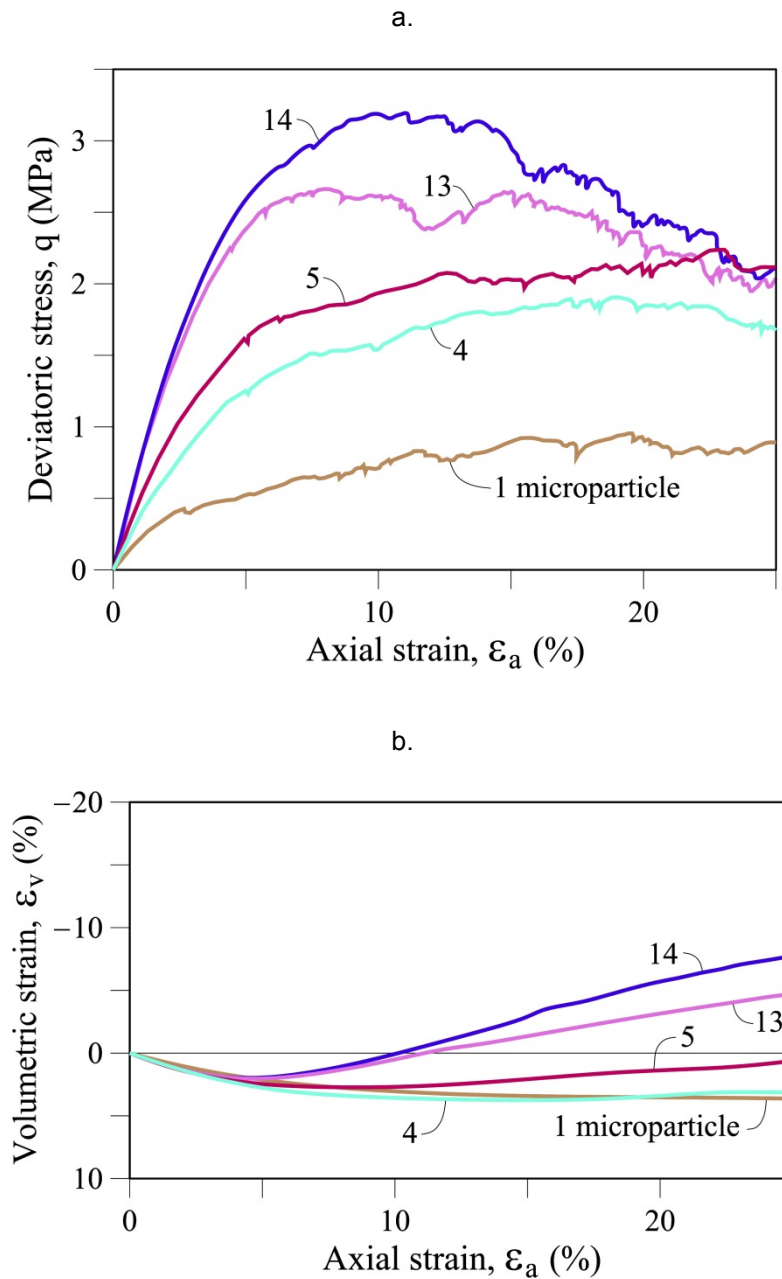 a.
Deviatoric stress, q (MPa)
3
2
1
0
14
13
5
4
1 microparticle
0
10
20
Axial strain, εa (%)
b.
Volumetric strain, εv (%)
−20
−10
0
10
14
13
5
4
1 microparticle
0
10
20
Axial strain, εa (%)